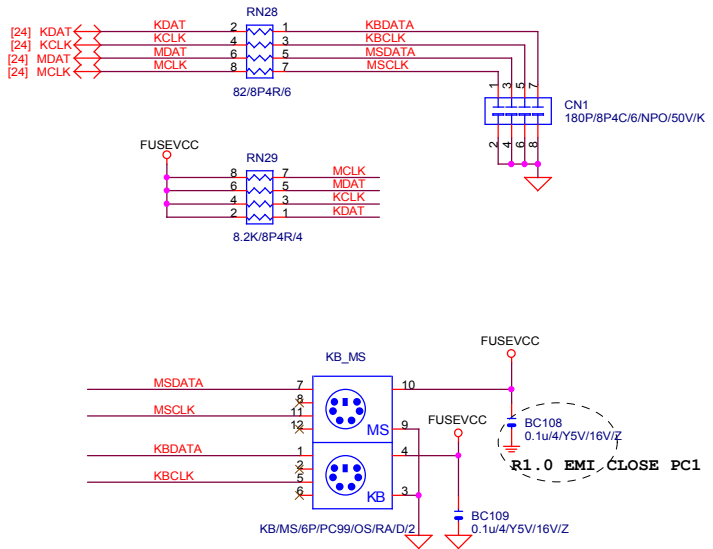 RN28
[24] KDAT KDAT 2 1 KBDATA
[24] KCLK KCLK 4 3 KBCLK
[24] MDAT MDAT 6 5 MSDATA
[24] MCLK MCLK 8 7 MSCLK
82/8P4R/6
1 3 5 7
CN1
180P/8P4C/6/NPO/50V/K
2 4 6 8
FUSEVCC
RN29
8 7 MCLK
6 5 MDAT
4 3 KCLK
2 1 KDAT
8.2K/8P4R/4
FUSEVCC
KB_MS
MSDATA 7 10
8
MSCLK 11
12 MS 9
FUSEVCC
BC108
0.1u/4/Y5V/16V/Z
R1.0 EMI CLOSE PC1
KBDATA 1 4
2
KBCLK 5
6 KB 3
KB/MS/6P/PC99/OS/RA/D/2
BC109
0.1u/4/Y5V/16V/Z